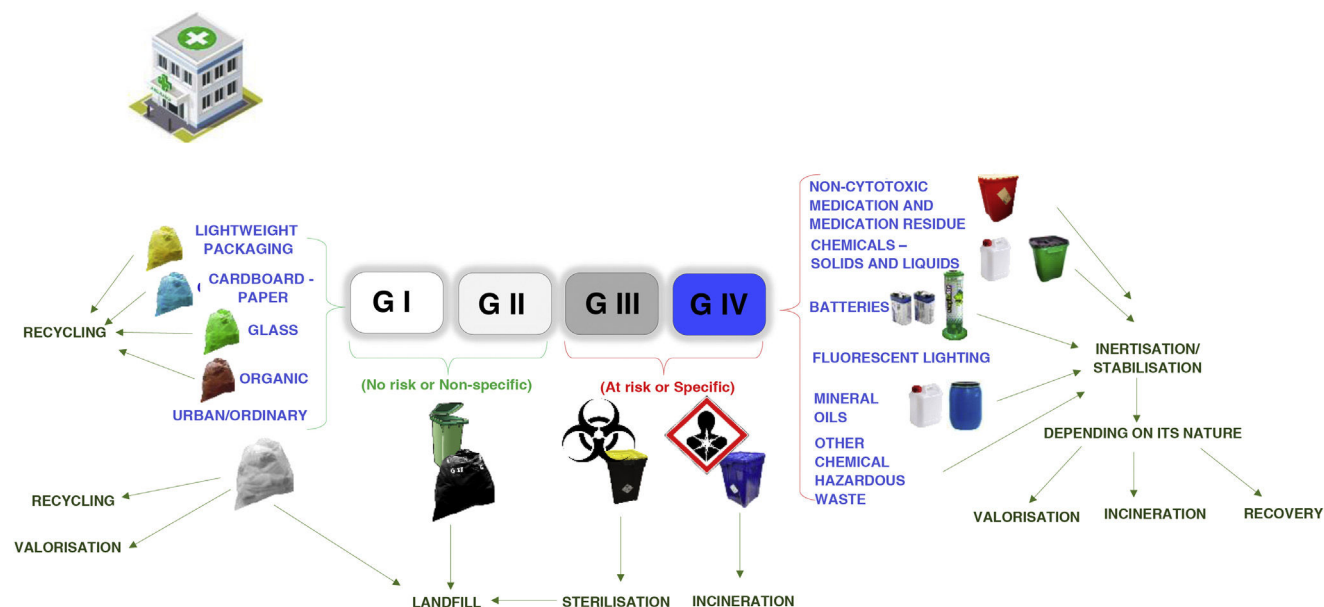 LIGHTWEIGHT
PACKAGING
CARDBOARD -
PAPER
GLASS
ORGANIC
URBAN/ORDINARY
RECYCLING
RECYCLING
VALORISATION
G I
G II
G III
G IV
(No risk or Non-specific)
(At risk or Specific)
G II
LANDFILL
STERILISATION
INCINERATION
NON-CYTOTOXIC
MEDICATION AND
MEDICATION RESIDUE
CHEMICALS –
SOLIDS AND LIQUIDS
BATTERIES
FLUORESCENT LIGHTING
MINERAL
OILS
OTHER
CHEMICAL
HAZARDOUS
WASTE
INERTISATION/
STABILISATION
DEPENDING ON ITS NATURE
VALORISATION
INCINERATION
RECOVERY